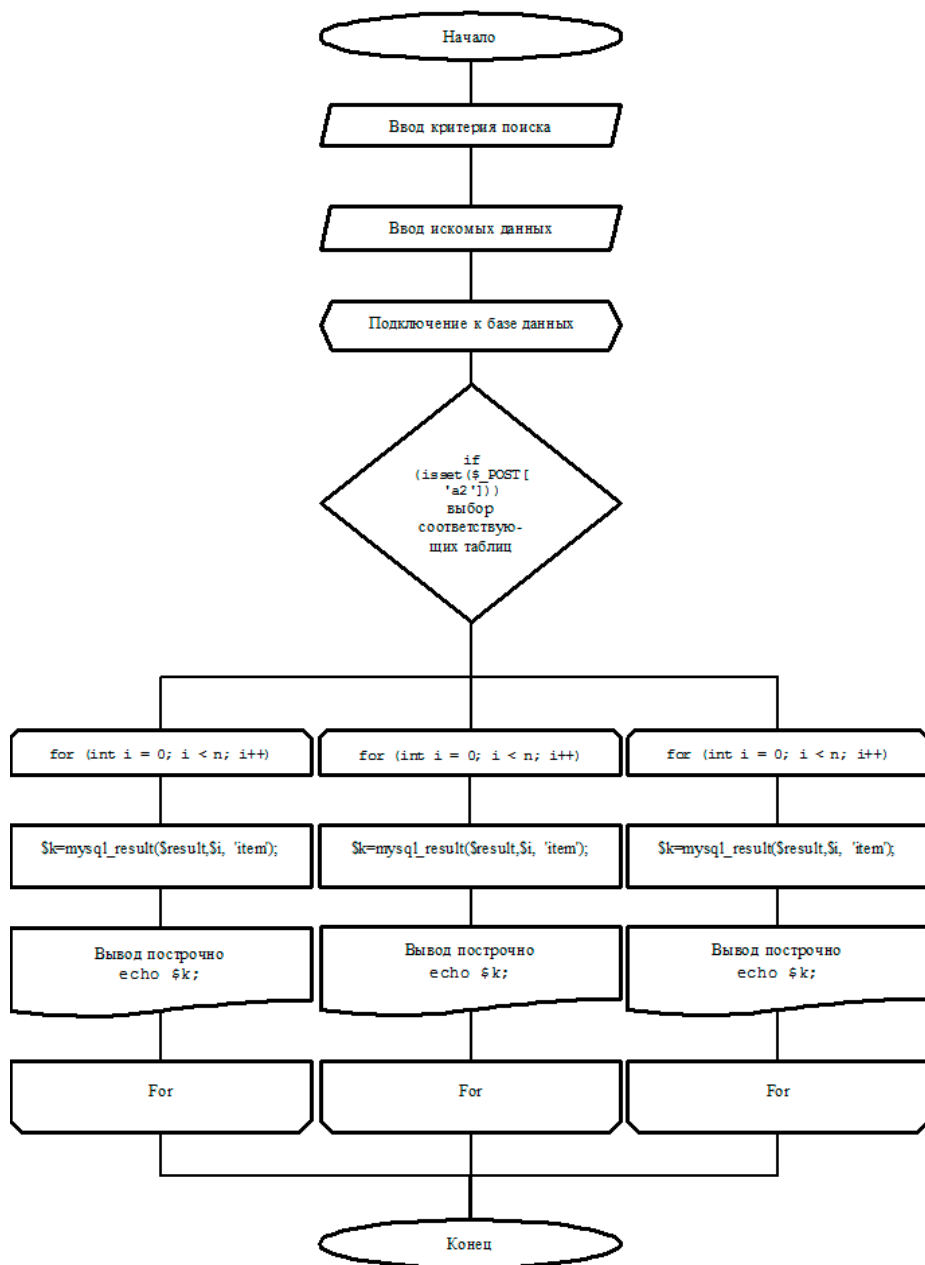 Начало
Ввод критерия поиска
Ввод искомых данных
Подключение к базе данных
if
(isset($_POST[
'a2']))
выбор
соответствую-
щих таблиц
for (int i = 0; i < n; i++)
for (int i = 0; i < n; i++)
for (int i = 0; i < n; i++)
$k=mysql_result($result,$i, 'item');
$k=mysql_result($result,$i, 'item');
$k=mysql_result($result,$i, 'item');
Вывод построчно
echo $k;
Вывод построчно
echo $k;
Вывод построчно
echo $k;
For
For
For
Конец